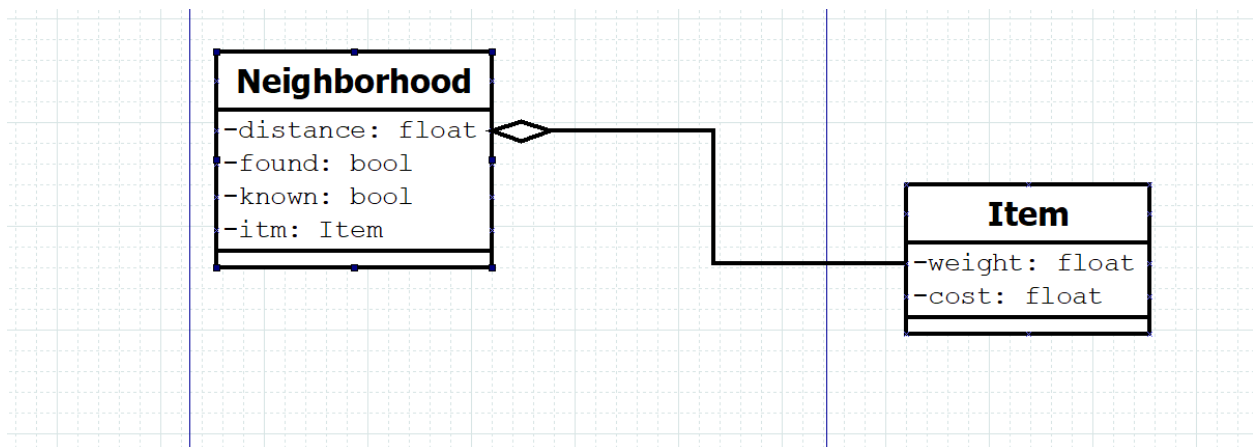 Neighborhood
-distance: float
-found: bool
-known: bool
-itm: Item
Item
-weight: float
-cost: float